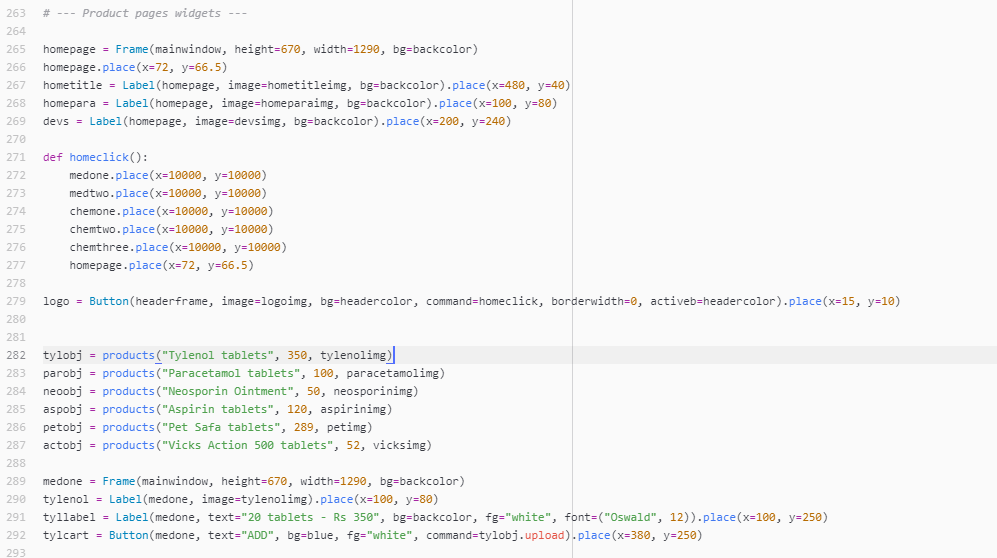 263 # --- Product pages widgets ---
264
265 homepage = Frame(mainwindow, height=670, width=1290, bg=backcolor)
266 homepage.place(x=72, y=66.5)
267 hometitle = Label(homepage, image=hometitleimg, bg=backcolor).place(x=480, y=40)
268 homepara = Label(homepage, image=homeparaimg, bg=backcolor).place(x=100, y=80)
269 devs = Label(homepage, image=devsimg, bg=backcolor).place(x=200, y=240)
270
271 def homeclick():
272     medone.place(x=10000, y=10000)
273     medtwo.place(x=10000, y=10000)
274     chemone.place(x=10000, y=10000)
275     chemtwo.place(x=10000, y=10000)
276     chemthree.place(x=10000, y=10000)
277     homepage.place(x=72, y=66.5)
278
279 logo = Button(headerframe, image=logoimg, bg=headercolor, command=homeclick, borderwidth=0, activeb=headercolor).place(x=15, y=10)
280
281
282 tylobj = products("Tylenol tablets", 350, tylenolimg)
283 parobj = products("Paracetamol tablets", 100, paracetamolimg)
284 neoobj = products("Neosporin Ointment", 50, neosporinimg)
285 aspobj = products("Aspirin tablets", 120, aspirinimg)
286 petobj = products("Pet Safa tablets", 289, petimg)
287 actobj = products("Vicks Action 500 tablets", 52, vicksimg)
288
289 medone = Frame(mainwindow, height=670, width=1290, bg=backcolor)
290 tylenol = Label(medone, image=tylenolimg).place(x=100, y=80)
291 tyllabel = Label(medone, text="20 tablets - Rs 350", bg=backcolor, fg="white", font=("Oswald", 12)).place(x=100, y=250)
292 tylcart = Button(medone, text="ADD", bg=blue, fg="white", command=tylobj.upload).place(x=380, y=250)
293